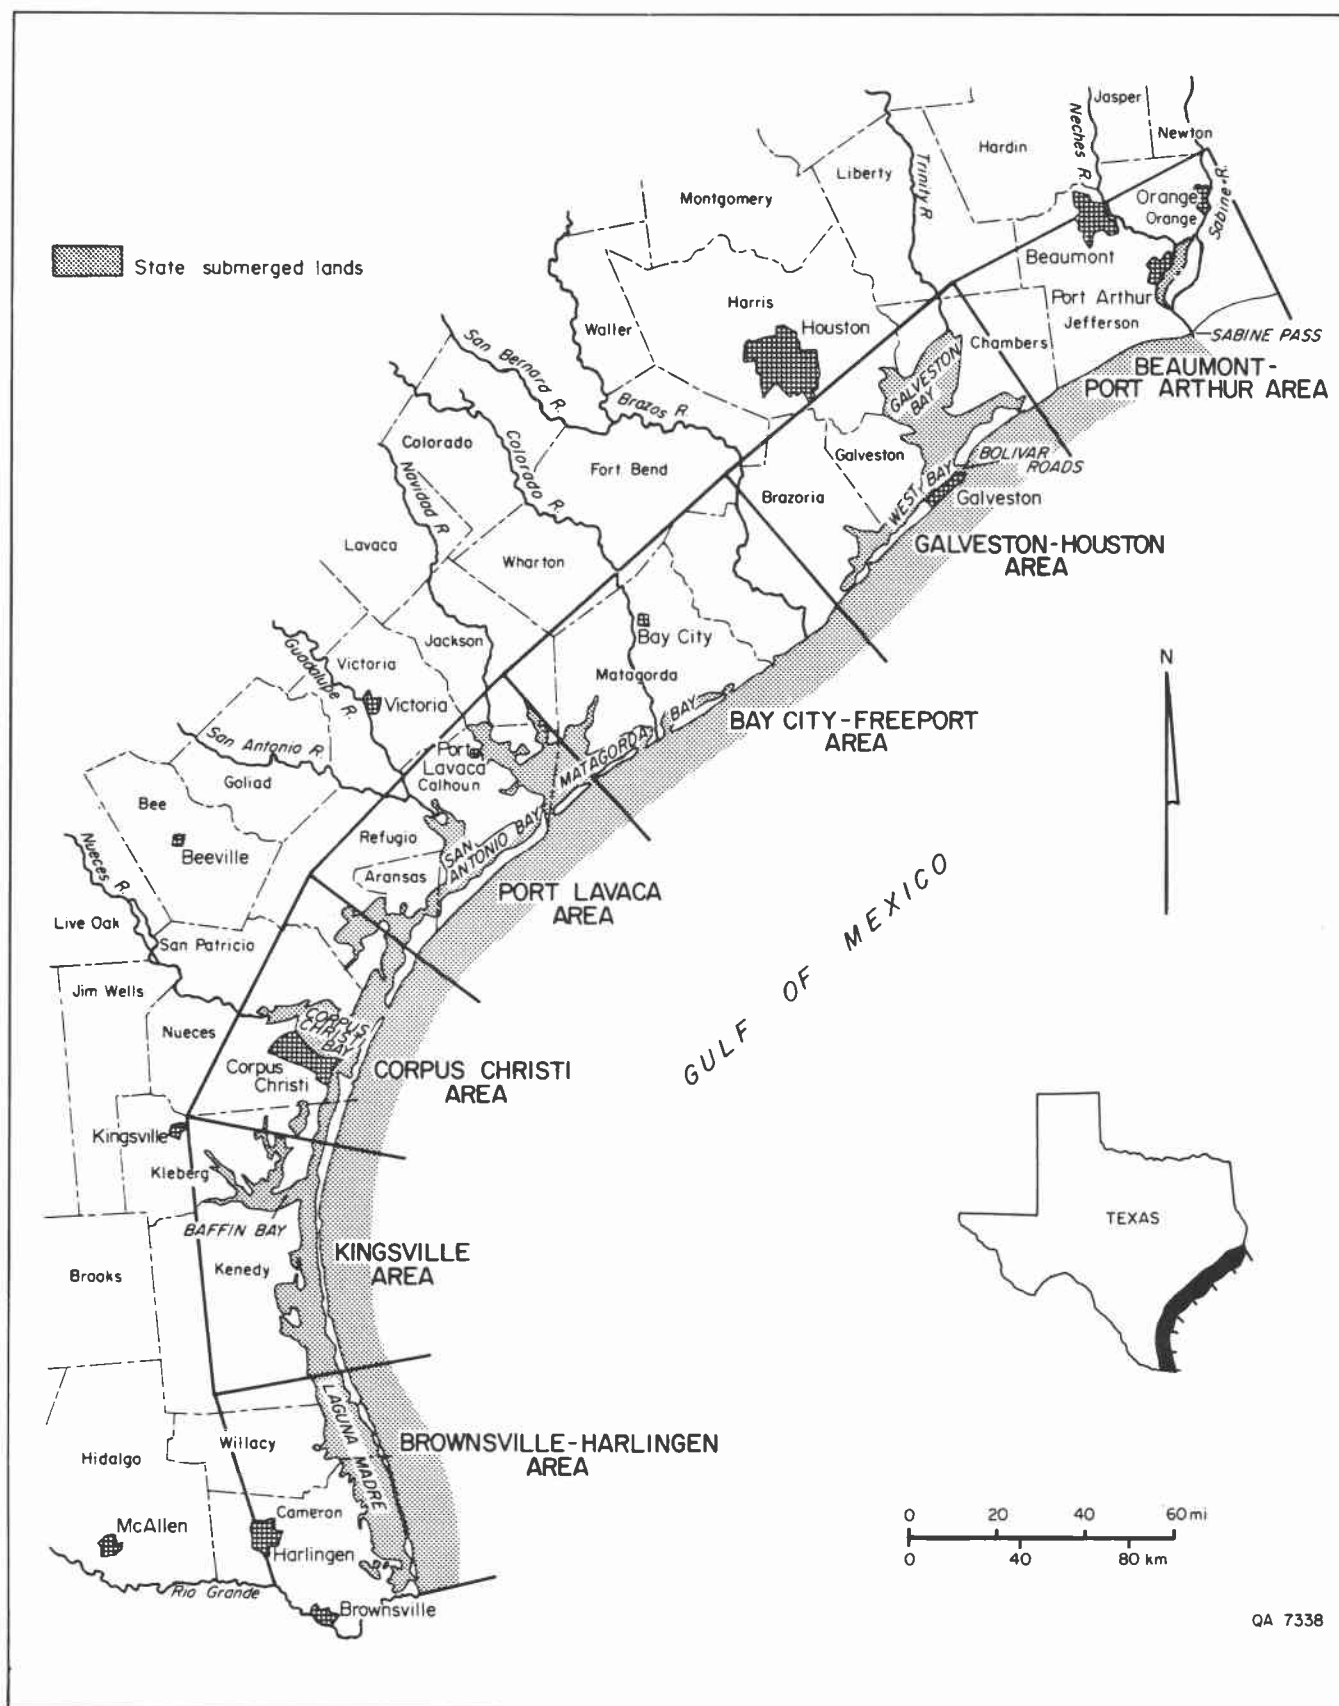 Jasper
Neches R.
Newton
Hardin
Liberty
Trinity R
Sabine R.
Orange
Orange
Montgomery
State submerged lands
Beaumont
Port Arthur
Harris
Houston
Waller
Jefferson
Chambers
SABINE PASS
BEAUMONT-
PORT ARTHUR AREA
San Bernard R.
Brazos R.
GALVESTON
BAY
Colorado
Colorado R.
Navidad R
Fort Bend
Galveston
BOLIVAR
ROADS
WEST BAY
Brazoria
Galveston
GALVESTON-HOUSTON
AREA
Lavaca
Wharton
Bay City
Jackson
Victoria
Guadalupe R.
Matagorda
N
Victoria
MATAGORDA BAY
BAY CITY-FREEPORT
AREA
San Antonio R.
Port
Lavaca
Calhoun
Goliad
Bee
Beeville
Refugio
SAN
ANTONIO BAY
Aransas
Nueces R.
PORT LAVACA
AREA
GULF OF MEXICO
Live Oak
San Patricio
Jim Wells
Nueces
CORPUS
CHRISTI
BAY
Corpus
Christi
CORPUS CHRISTI
AREA
Kingsville
Kleberg
BAFFIN BAY
TEXAS
KINGSVILLE
AREA
Kenedy
Brooks
LAGUNA MADRE
Willacy
BROWNSVILLE-HARLINGEN
AREA
Hidalgo
Cameron
McAllen
Harlingen
Rio Grande
Brownsville
0 20 40 60 mi
0 40 80 km
QA 7338